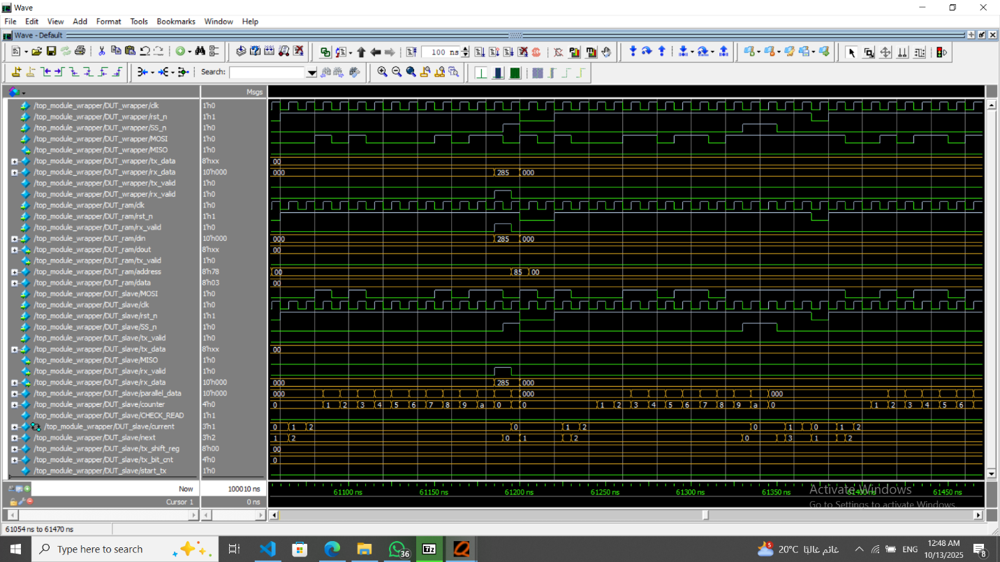 Wave
File Edit View Add Format Tools Bookmarks Window Help
Wave - Default
100 ns
Search:
Msgs
/top_module_wrapper/DUT_wrapper/clk 1'h0
/top_module_wrapper/DUT_wrapper/rst_n 1'h1
/top_module_wrapper/DUT_wrapper/SS_n 1'h0
/top_module_wrapper/DUT_wrapper/MOSI 1'h0
/top_module_wrapper/DUT_wrapper/MISO 1'h0
/top_module_wrapper/DUT_wrapper/tx_data 8'hxx 00
/top_module_wrapper/DUT_wrapper/rx_data 10'h000 000 285 000
/top_module_wrapper/DUT_wrapper/tx_valid 1'h0
/top_module_wrapper/DUT_wrapper/rx_valid 1'h0
/top_module_wrapper/DUT_ram/clk 1'h0
/top_module_wrapper/DUT_ram/rst_n 1'h1
/top_module_wrapper/DUT_ram/rx_valid 1'h0
/top_module_wrapper/DUT_ram/din 10'h000 000 285 000
/top_module_wrapper/DUT_ram/dout 8'hxx 00
/top_module_wrapper/DUT_ram/tx_valid 1'h0
/top_module_wrapper/DUT_ram/address 8'h78 00 85 00
/top_module_wrapper/DUT_ram/data 8'h03 00
/top_module_wrapper/DUT_slave/MOSI 1'h0
/top_module_wrapper/DUT_slave/clk 1'h0
/top_module_wrapper/DUT_slave/rst_n 1'h1
/top_module_wrapper/DUT_slave/SS_n 1'h0
/top_module_wrapper/DUT_slave/tx_valid 1'h0
/top_module_wrapper/DUT_slave/tx_data 8'hxx 00
/top_module_wrapper/DUT_slave/MISO 1'h0
/top_module_wrapper/DUT_slave/rx_valid 1'h0
/top_module_wrapper/DUT_slave/rx_data 10'h000 000 285 000
/top_module_wrapper/DUT_slave/parallel_data 10'h000 000 000 000
/top_module_wrapper/DUT_slave/counter 4'h0 0 1 2 3 4 5 6 7 8 9 a 0 0 1 2 3 4 5 6 7 8 9 a 0 1 2 3 4 5 6
/top_module_wrapper/DUT_slave/CHECK_READ 1'h1
/top_module_wrapper/DUT_slave/current 3'h1 0 1 2 0 1 2 0 1 0 1 2
/top_module_wrapper/DUT_slave/next 3'h2 1 2 0 1 2 0 3 1 2
/top_module_wrapper/DUT_slave/tx_shift_reg 8'h00 00
/top_module_wrapper/DUT_slave/tx_bit_cnt 4'h0 0
/top_module_wrapper/DUT_slave/start_tx 1'h0
Now 100010 ns
61100 ns 61150 ns 61200 ns 61250 ns 61300 ns 61350 ns 61400 ns 61450 ns
Activate Windows
Cursor 1 0 ns
Go to Settings to activate Windows.
61054 ns to 61470 ns
Type here to search
36
Tz
5
20°C غائم غالبًا
ENG
12:48 AM
10/13/2025
8